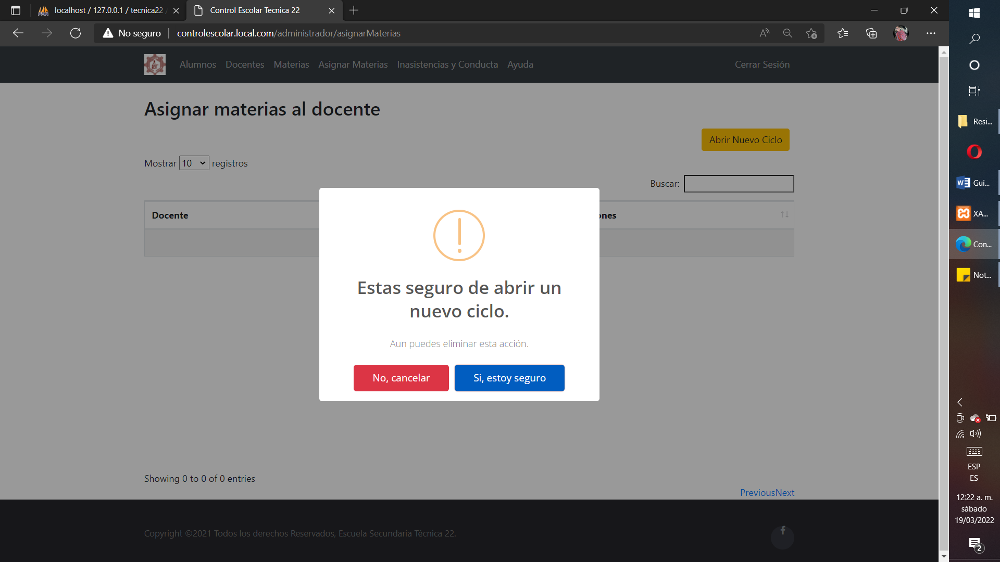 localhost / 127.0.0.1 / tecnica22
Control Escolar Tecnica 22
No seguro
controlescolar.local.com/administrador/asignarMaterias
Alumnos Docentes Materias Asignar Materias Inasistencias y Conducta Ayuda Cerrar Sesión
Asignar materias al docente
Abrir Nuevo Ciclo
Mostrar 10 registros
Buscar:
Docente
ones
Estas seguro de abrir un
nuevo ciclo.
Aun puedes eliminar esta acción.
No, cancelar
Si, estoy seguro
Showing 0 to 0 of 0 entries
PreviousNext
Copyright ©2021 Todos los derechos Reservados, Escuela Secundaria Técnica 22.
Resi...
Gui...
XA...
Con...
Not...
ESP
ES
12:22 a. m.
sábado
19/03/2022
2